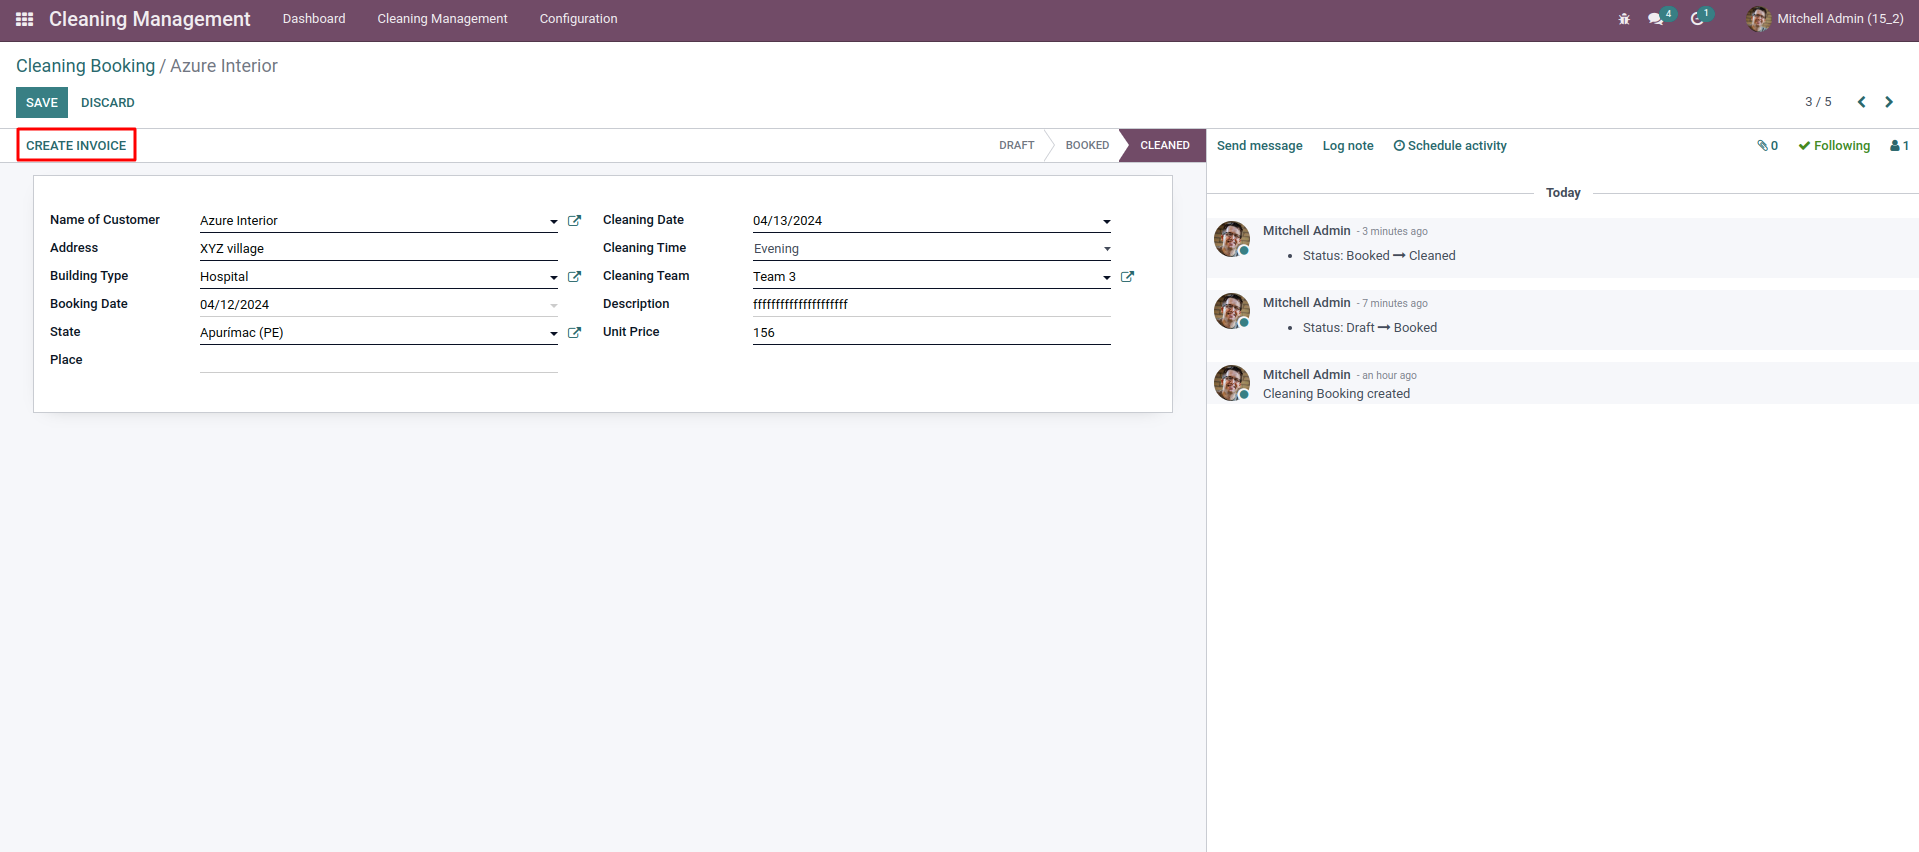 Cleaning Management Dashboard Cleaning Management Configuration 4 1 Mitchell Admin (15_2)
Cleaning Booking / Azure Interior
SAVE DISCARD 3 / 5
CREATE INVOICE DRAFT BOOKED CLEANED Send message Log note Schedule activity 0 Following 1
Name of Customer Azure Interior
Address XYZ village
Building Type Hospital
Booking Date 04/12/2024
State Apurímac (PE)
Place
Cleaning Date 04/13/2024
Cleaning Time Evening
Cleaning Team Team 3
Description ffffffffffffffffffff
Unit Price 156
Today
Mitchell Admin - 3 minutes ago
• Status: Booked → Cleaned
Mitchell Admin - 7 minutes ago
• Status: Draft → Booked
Mitchell Admin - an hour ago
Cleaning Booking created